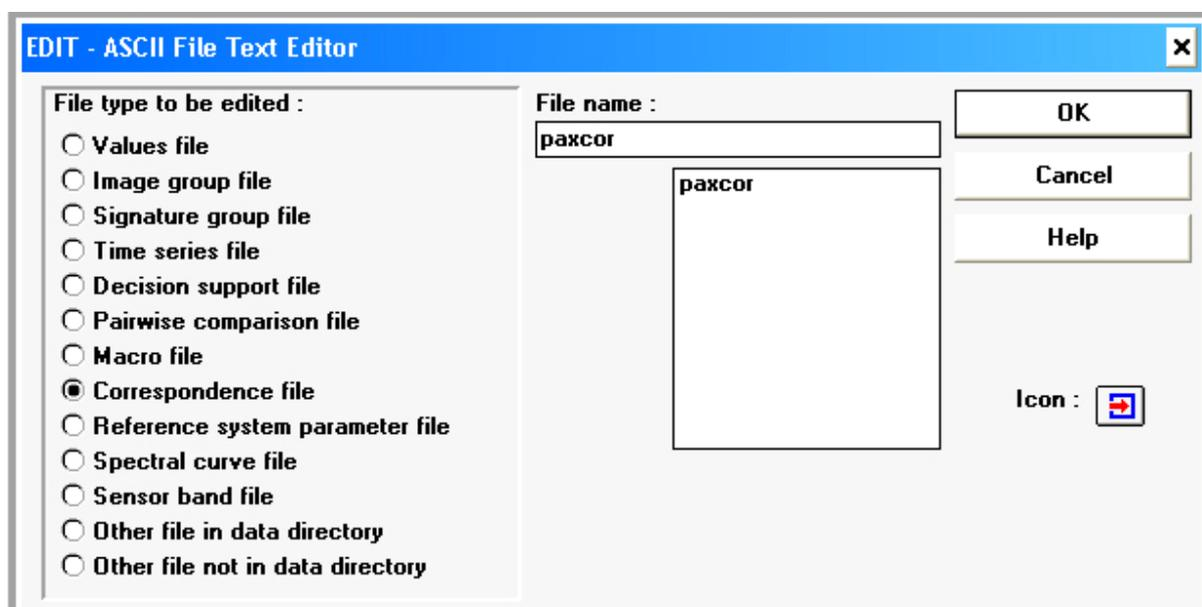 EDIT - ASCII File Text Editor
File type to be edited :
Values file
Image group file
Signature group file
Time series file
Decision support file
Pairwise comparison file
Macro file
Correspondence file
Reference system parameter file
Spectral curve file
Sensor band file
Other file in data directory
Other file not in data directory
File name :
paxcor
paxcor
OK
Cancel
Help
Icon :